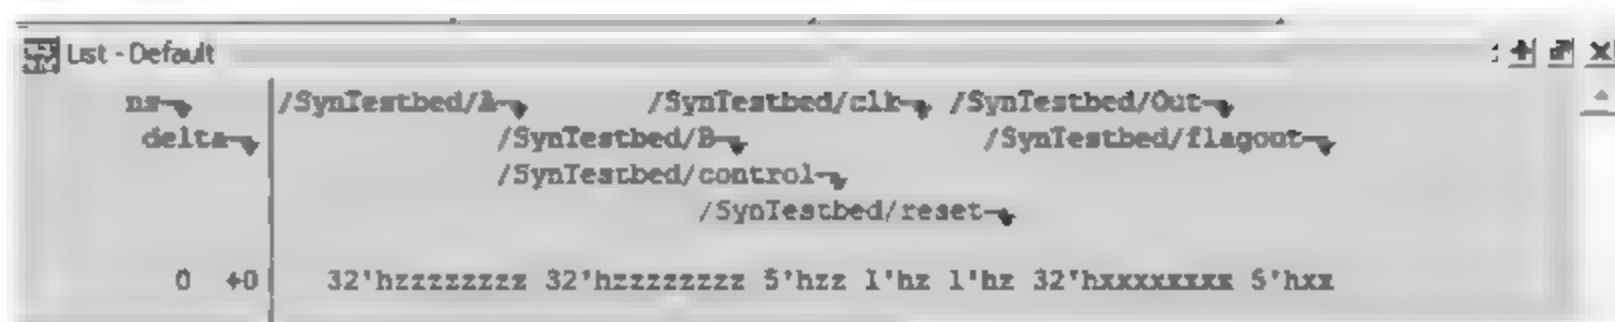 List - Default
ns /SynTestbed/A /SynTestbed/clk /SynTestbed/Out
delta /SynTestbed/B /SynTestbed/flagout
/SynTestbed/control
/SynTestbed/reset
0 +0 32'hzzzzzzzz 32'hzzzzzzzz 5'hzz 1'hz 1'hz 32'hxxxxxxxx 6'hxx